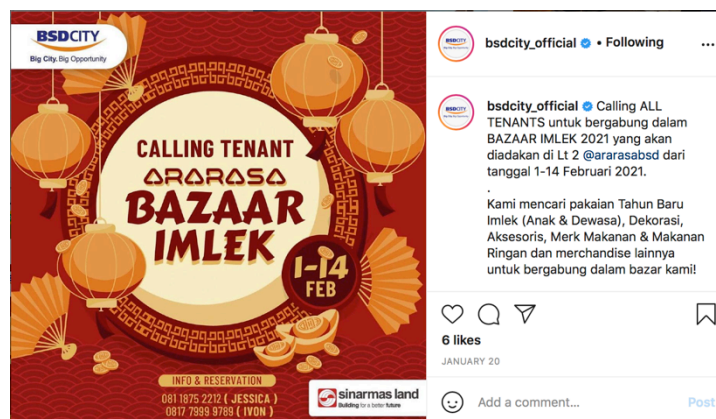 BSDCITY
Big City. Big Opportunity
CALLING TENANT
ARARASA
BAZAAR
IMLEK
1-14
FEB
INFO & RESERVATION
081 1875 2212 ( JESSICA )
0817 7999 9789 ( IVON )
sinarmas land
Building for a better future
BSDCITY
bsdcity_official • Following
BSDCITY
bsdcity_official Calling ALL
TENANTS untuk bergabung dalam
BAZAAR IMLEK 2021 yang akan
diadakan di Lt 2 @ararasabsd dari
tanggal 1-14 Februari 2021.
.
Kami mencari pakaian Tahun Baru
Imlek (Anak & Dewasa), Dekorasi,
Aksesoris, Merk Makanan & Makanan
Ringan dan merchandise lainnya
untuk bergabung dalam bazar kami!
6 likes
JANUARY 20
Add a comment...
Post